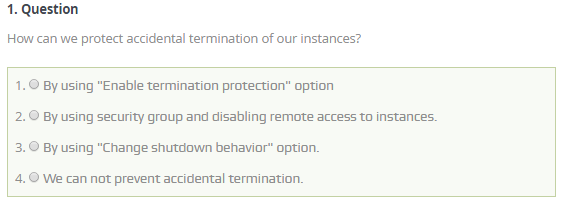 1. Question
How can we protect accidental termination of our instances?
1. By using "Enable termination protection" option
2. By using security group and disabling remote access to instances.
3. By using "Change shutdown behavior" option.
4. We can not prevent accidental termination.